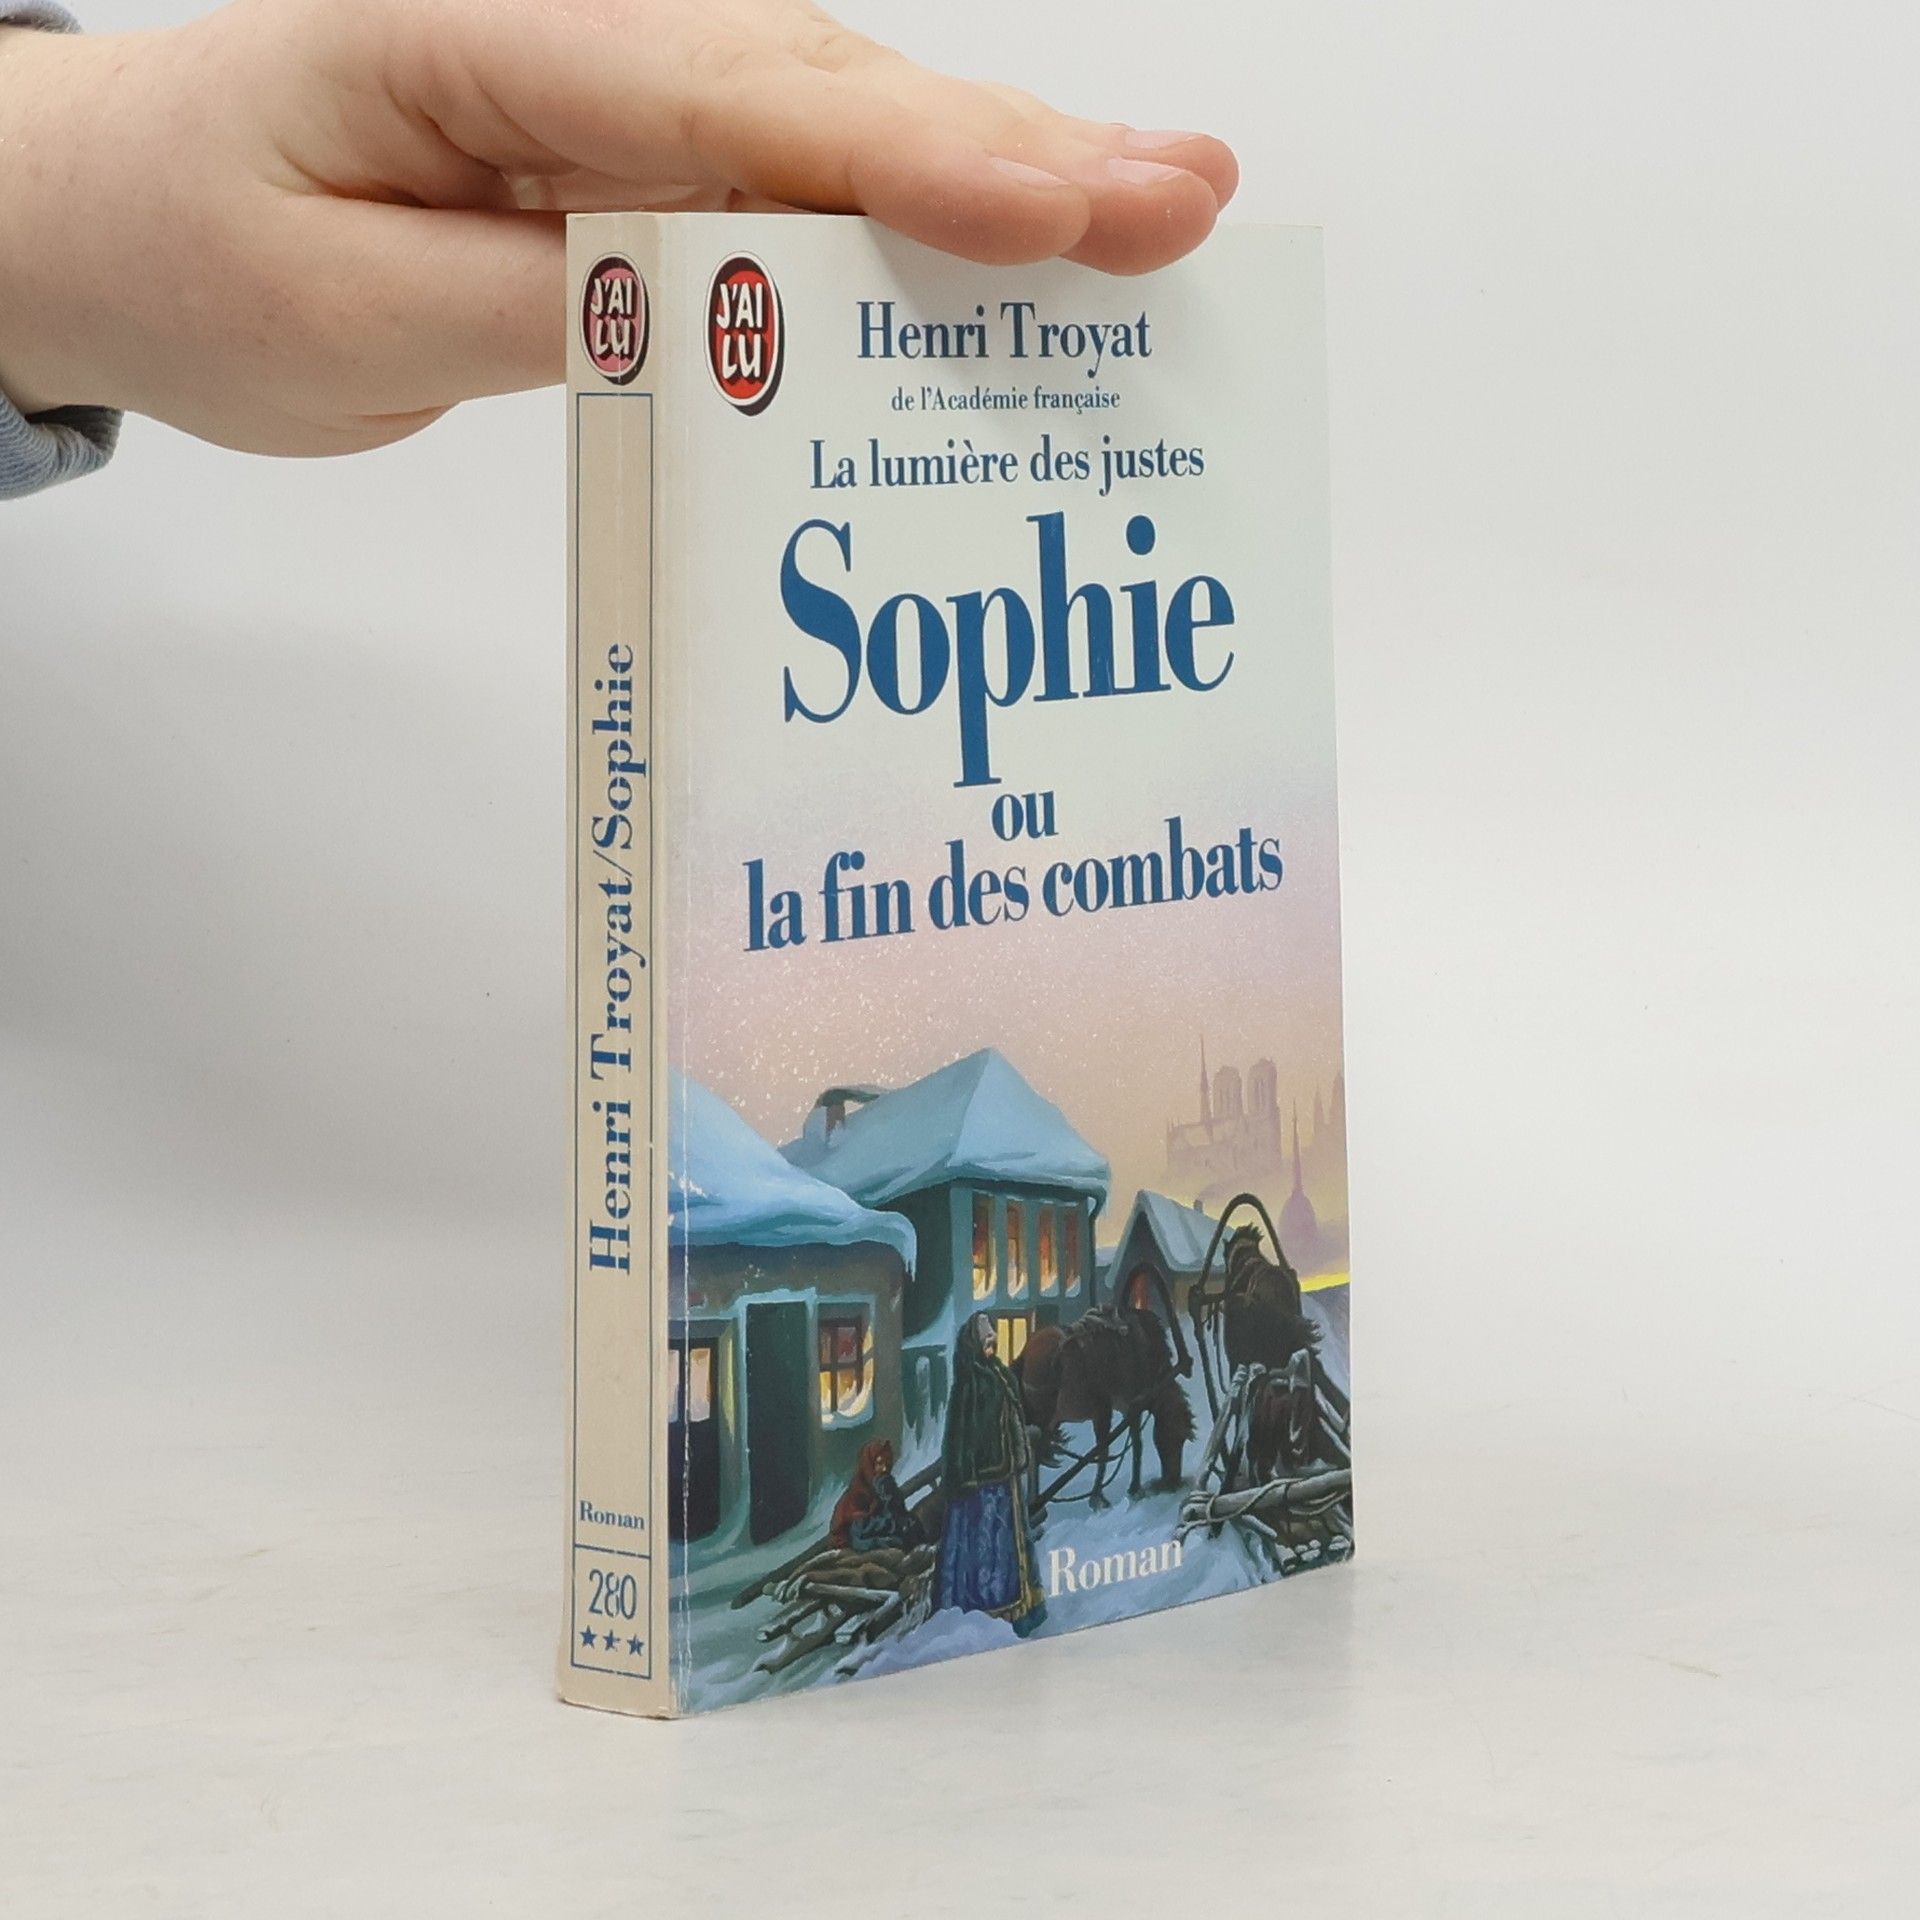 J'AI
LU
Henri Troyat/Sophie
Roman
280
★★★
J'AI
LU
Henri Troyat
de l'Académie française
La lumière des justes
Sophie
ou
la fin des combats
Roman